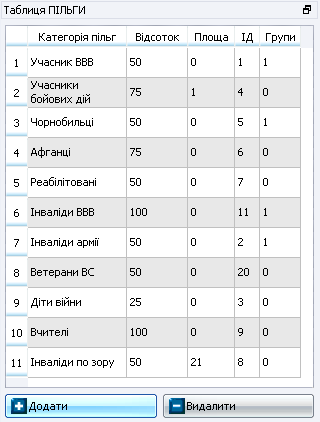 Таблиця ПІЛЬГИ
Категорія пільг Відсоток Площа ІД Групи
1 Учасник ВВВ 50 0 1 1
2 Учасники бойових дій 75 1 4 0
3 Чорнобильці 50 0 5 1
4 Афганці 75 0 6 0
5 Реабілітовані 50 0 7 0
6 Інваліди ВВВ 100 0 11 1
7 Інваліди армії 50 0 2 1
8 Ветерани ВС 50 0 20 0
9 Діти війни 25 0 3 0
10 Вчителі 100 0 9 0
11 Інваліди по зору 50 21 8 0
Додати Видалити